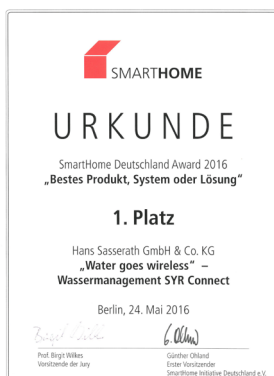 SMARTHOME
URKUNDE
SmartHome Deutschland Award 2016
„Bestes Produkt, System oder Lösung“
1. Platz
Hans Sasserath GmbH & Co. KG
„Water goes wireless“ –
Wassermanagement SYR Connect
Berlin, 24. Mai 2016
Prof. Birgit Wilkes
Vorsitzende der Jury
Günther Ohland
Erster Vorsitzender
SmartHome Initiative Deutschland e.V.